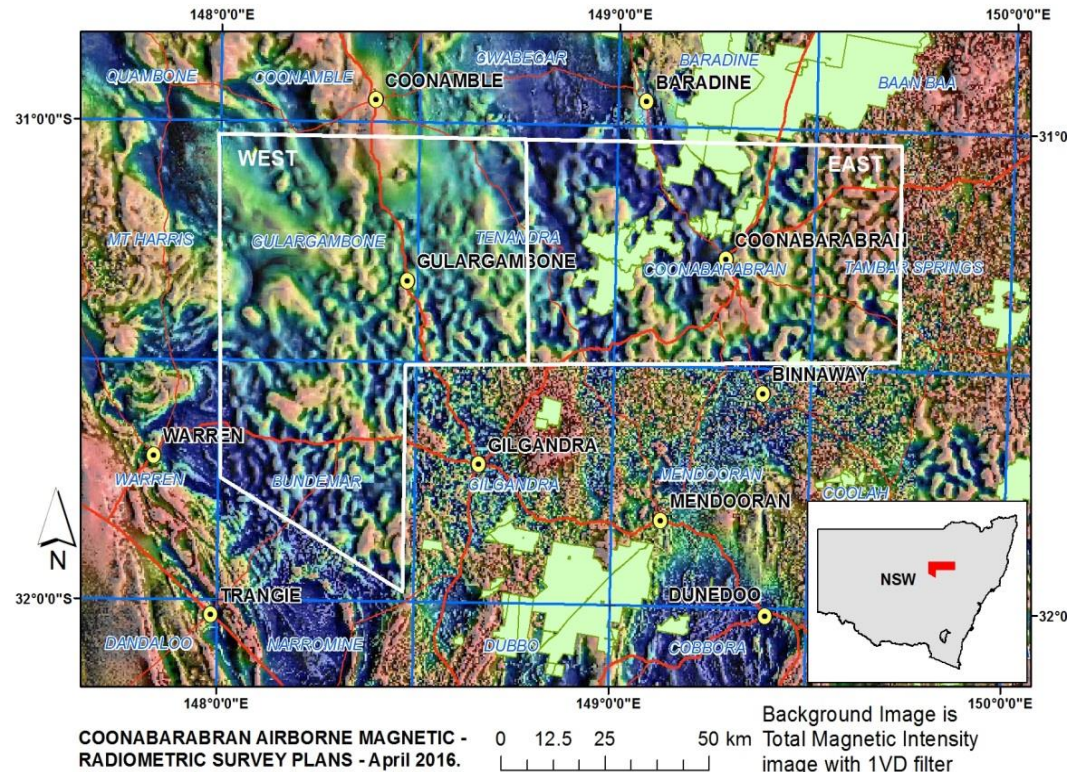 148°0'0"E
149°0'0"E
150°0'0"E
QUAMBONE
COONAMBLE
GWABEGAR
BARADINE
BAAN BAA
COONAMBLE
BARADINE
31°0'0"S
31°0'
WEST
EAST
MT HARRIS
GULARGAMBONE
TENANDRA
COONABARABRAN
GULARGAMBONE
COONABARABRAN
TAMBAR SPRINGS
BINNAWAY
WARREN
GILGANDRA
WARREN
BUNDEMAR
GILGANDRA
MENDOORAN
COOLAH
MENDOORAN
N
NSW
32°0'0"S
TRANGIE
DUNEDOO
32°0
DANDALOO
NARROMINE
DUBBO
COBBORA
148°0'0"E
149°0'0"E
150°0'0"E
COONABARABRAN AIRBORNE MAGNETIC -
RADIOMETRIC SURVEY PLANS - April 2016.
0 12.5 25 50 km
Background Image is
Total Magnetic Intensity
image with 1VD filter